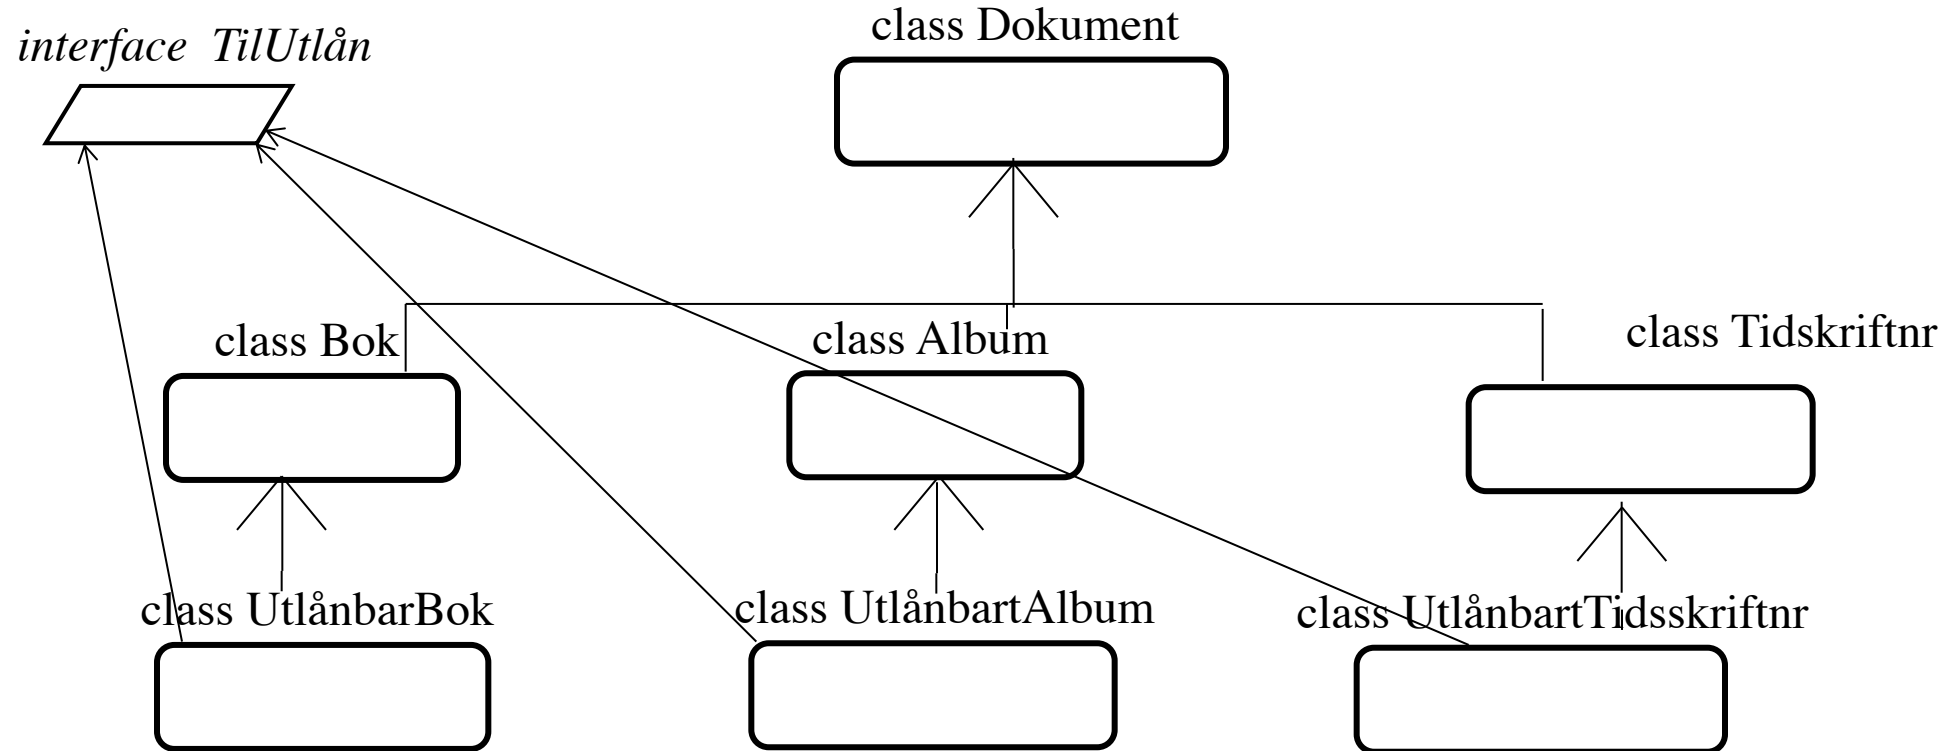 interface TilUtlån
class Dokument
class Bok
class Album
class Tidskriftnr
class UtlånbarBok
class UtlånbartAlbum
class UtlånbartTidsskriftnr